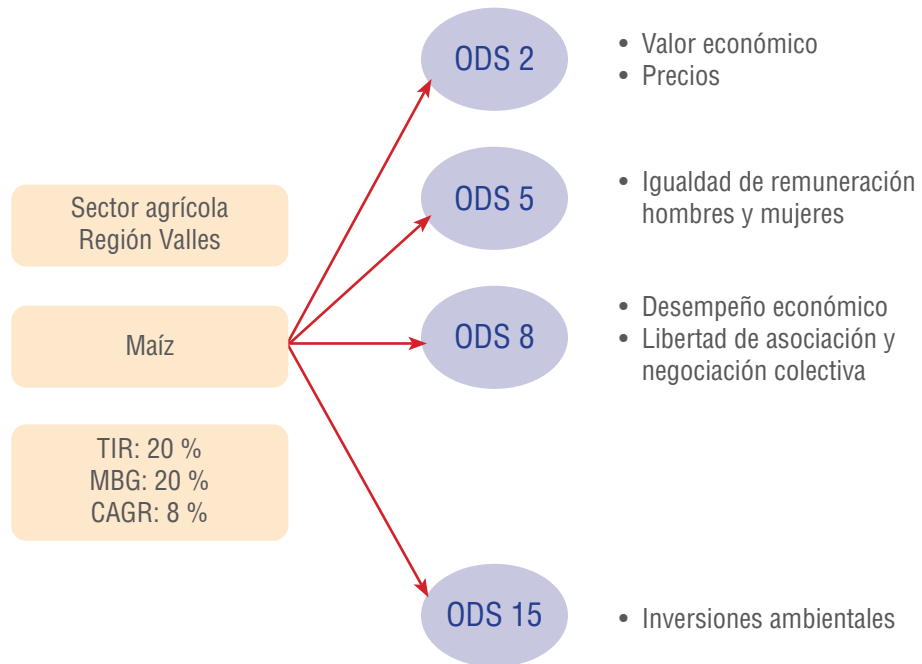 Sector agrícola
Región Valles
Maíz
TIR: 20 %
MBG: 20 %
CAGR: 8 %
ODS 2
• Valor económico
• Precios
ODS 5
• Igualdad de remuneración
hombres y mujeres
ODS 8
• Desempeño económico
• Libertad de asociación y
negociación colectiva
ODS 15
• Inversiones ambientales